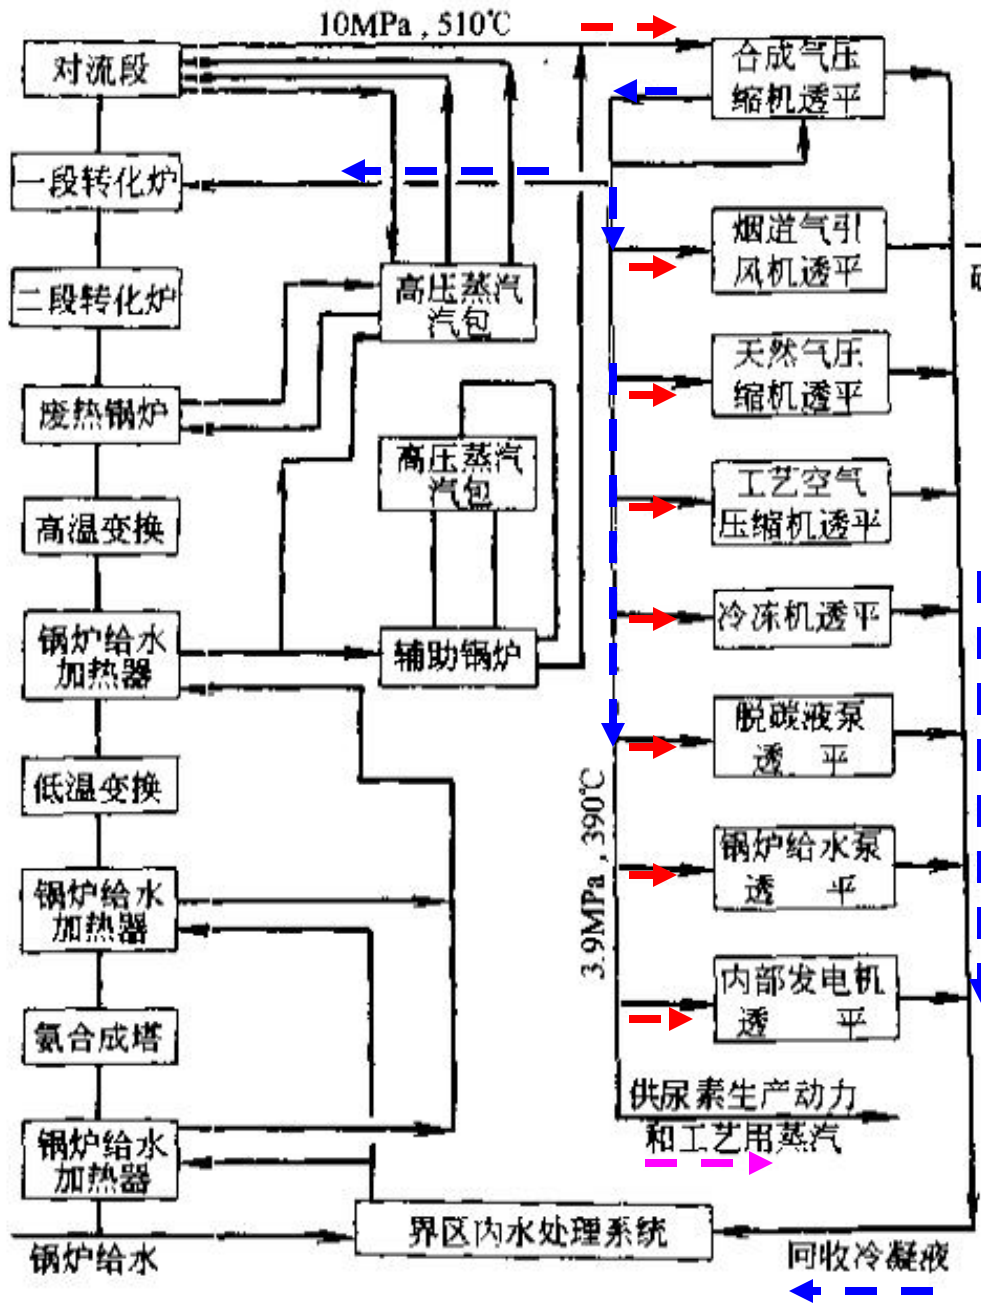 10MPa , 510℃
对流段
合成气压
缩机透平
一段转化炉
烟道气引
风机透平
二段转化炉
高压蒸汽
汽包
天然气压
缩机透平
废热锅炉
高压蒸汽
汽包
工艺空气
压缩机透平
高温变换
冷冻机透平
锅炉给水
加热器
辅助锅炉
脱碳液泵
透 平
低温变换
3.9MPa , 390℃
锅炉给水泵
透 平
锅炉给水
加热器
内部发电机
透 平
氨合成塔
供尿素生产动力
和工艺用蒸汽
锅炉给水
加热器
界区内水处理系统
锅炉给水
回收冷凝液